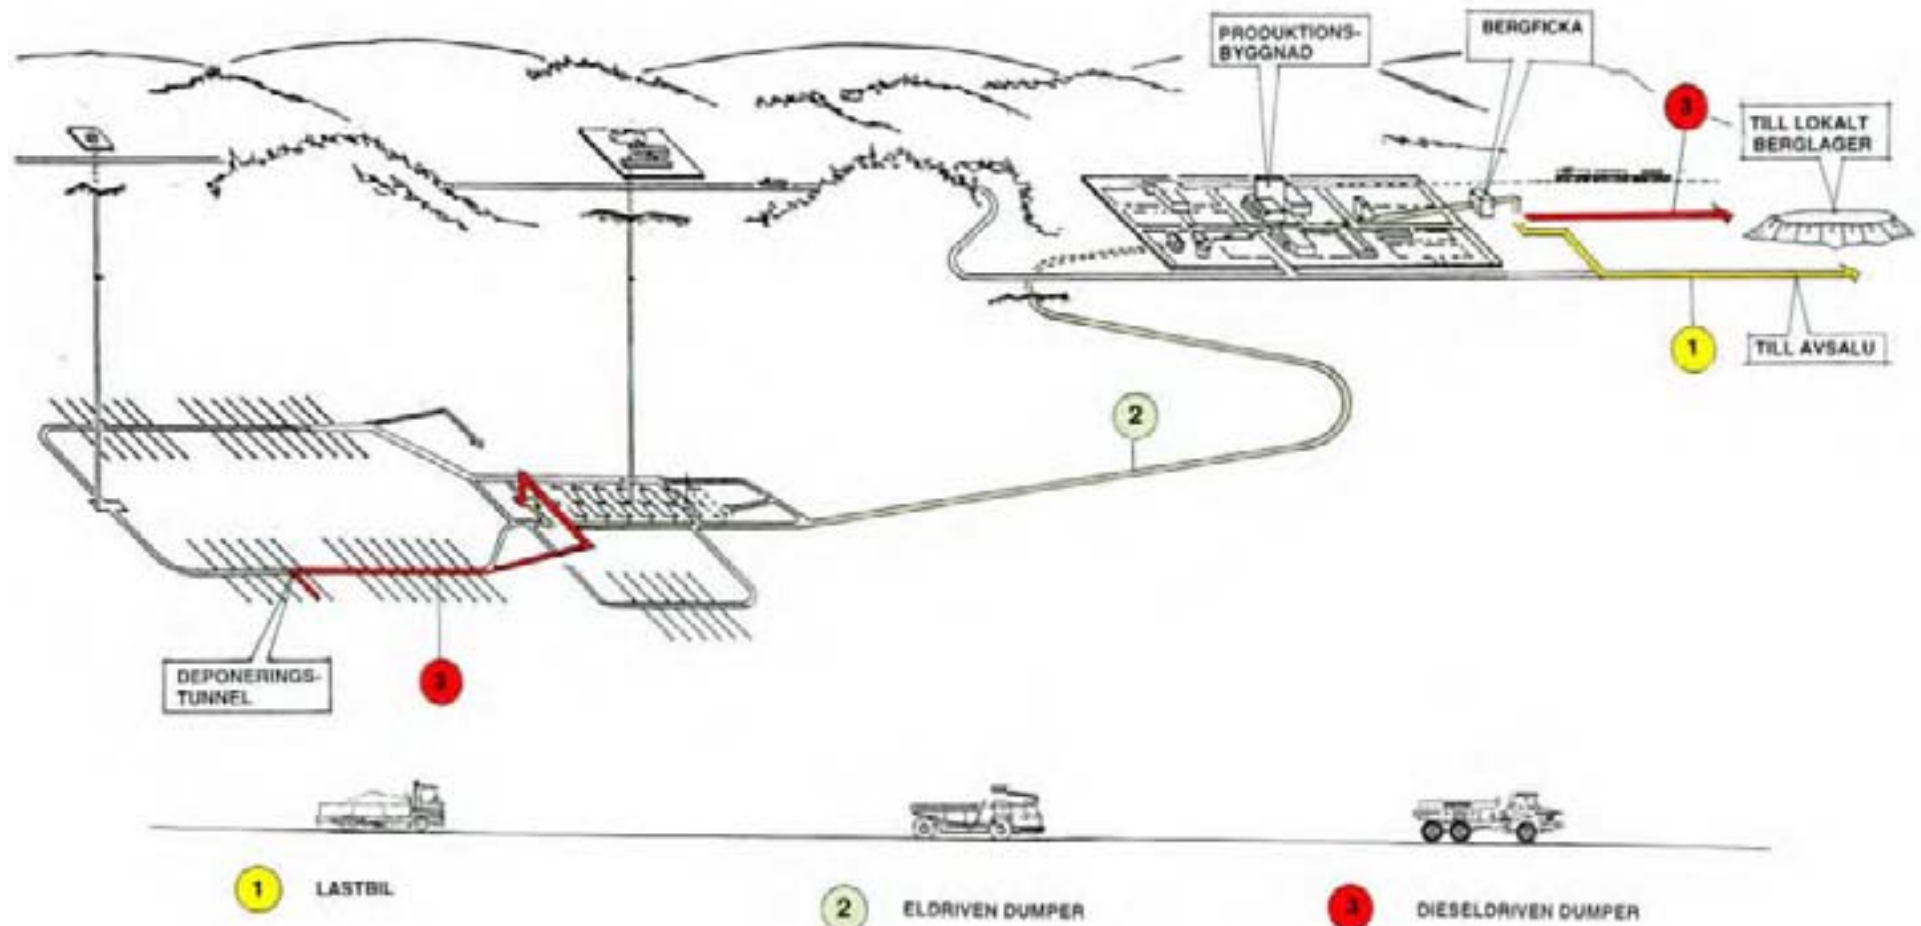 PRODUKTIONS-
BYGGNAD
BERGFICKA
3
TILL LOKALT
BERGLAGER
1
TILL AVSALU
2
DEPONERINGS-
TUNNEL
3
1
LASTBIL
2
ELDRIVEN DUMPER
3
DIESELDRIVEN DUMPER